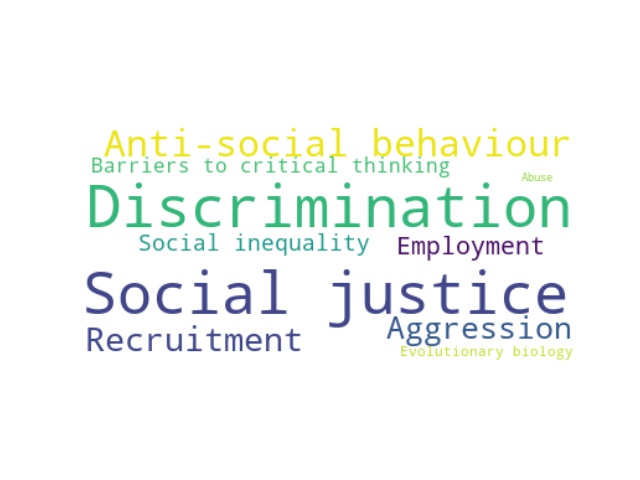 Anti-social behaviour
Barriers to critical thinking
Abuse
Discrimination
Social inequality
Employment
Social justice
Aggression
Recruitment
Evolutionary biology